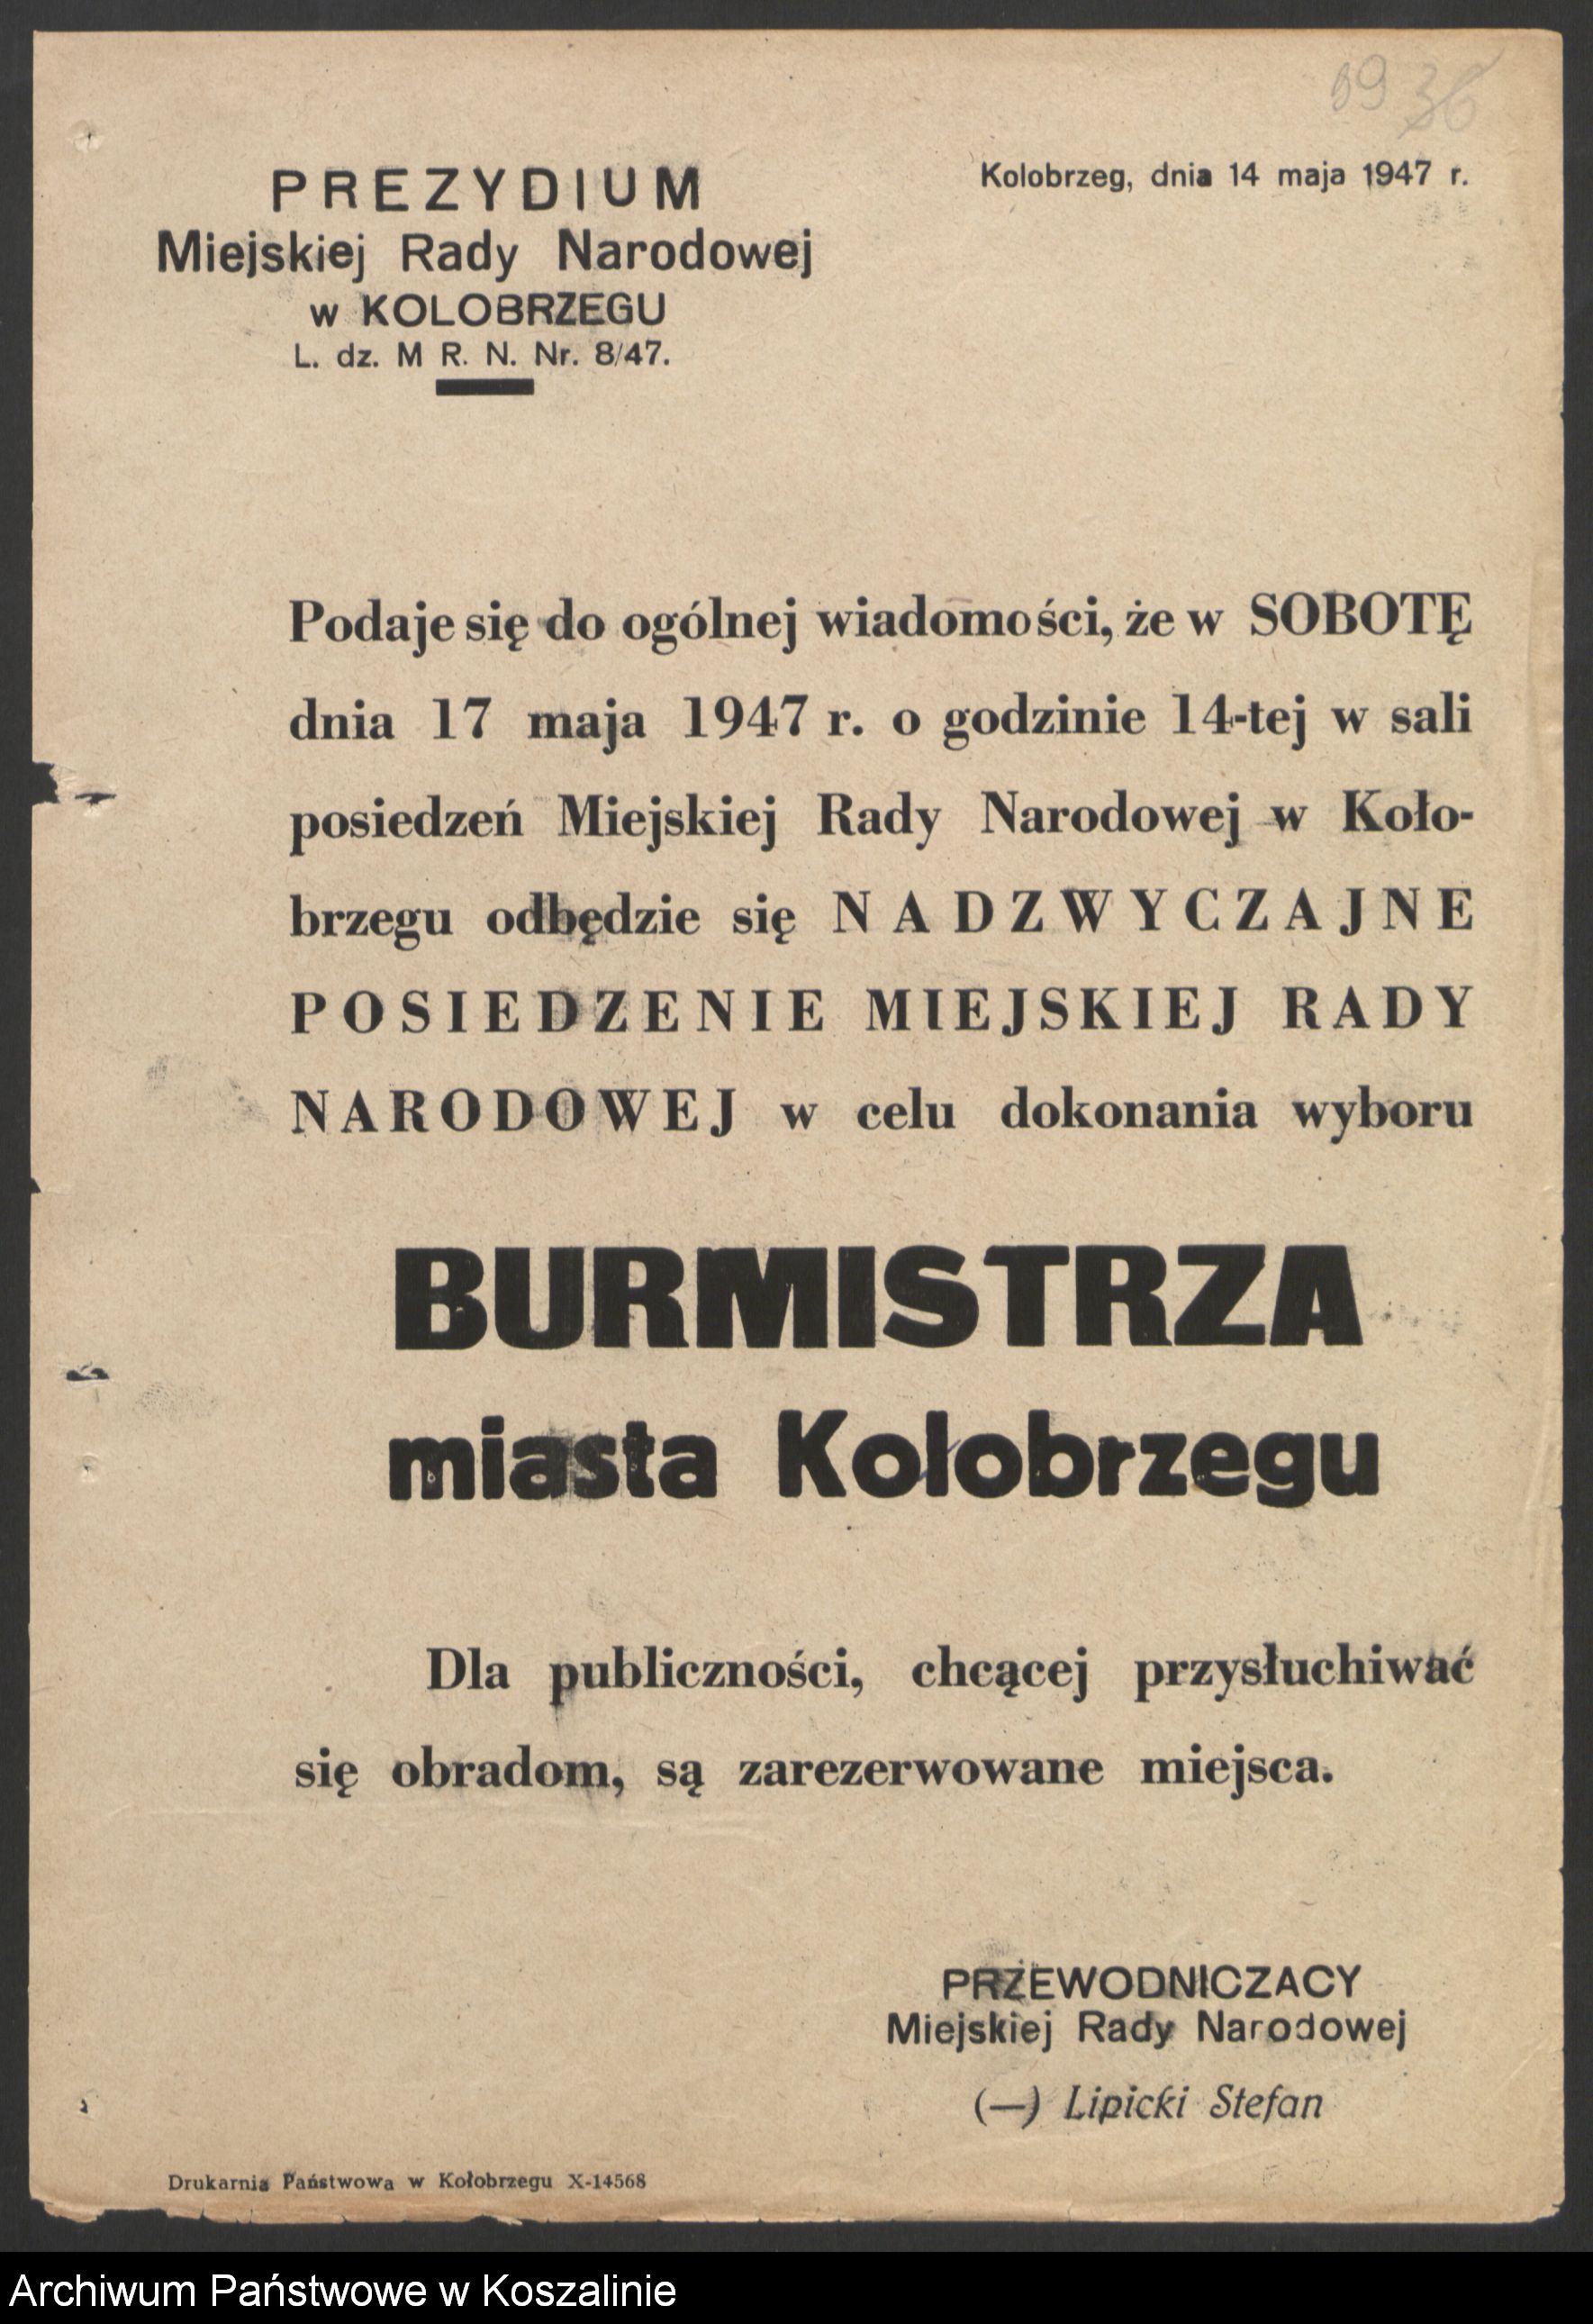 09 36
Kolobrzeg, dnia 14 maja 1947 r.
PREZYDIUM
Miejskiej Rady Narodowej
w KOLOBRZEGU
L. dz. M R. N. Nr. 8/47.
Podaje się do ogólnej wiadomości, że w SOBOTĘ
dnia 17 maja 1947 r. o godzinie 14-tej w sali
posiedzeń Miejskiej Rady Narodowej w Koło-
brzegu odbędzie się NADZWYCZAJNE
POSIEDZENIE MIEJSKIEJ RADY
NARODOWEJ w celu dokonania wyboru
BURMISTRZA
miasta Kołobrzegu
Dla publiczności, chcącej przysłuchiwać
się obradom, są zarezerwowane miejsca.
PRZEWODNICZACY
Miejskiej Rady Narodowej
(—) Lipicki Stefan
Drukarnia Państwowa w Kołobrzegu X-14568
Archiwum Państwowe w Koszalinie